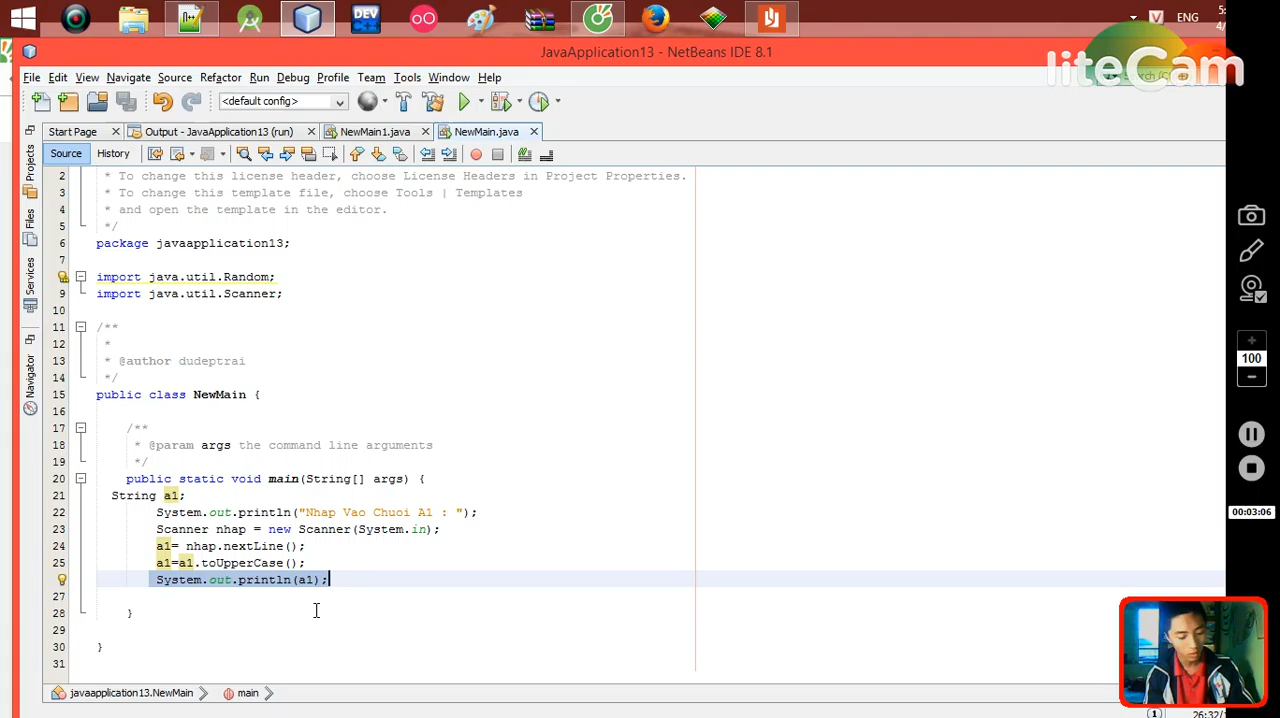 DEV
ENG
JavaApplication13 - NetBeans IDE 8.1
liteCam
File Edit View Navigate Source Refactor Run Debug Profile Team Tools Window Help
<default config>
Start Page Output - JavaApplication13 (run) NewMain1.java NewMain.java
Source History
Projects
Files
Services
Navigator
2 * To change this license header, choose License Headers in Project Properties.
3 * To change this template file, choose Tools | Templates
4 * and open the template in the editor.
5 */
6 package javaapplication13;
7
import java.util.Random;
9 import java.util.Scanner;
10
11 /**
12 *
13 * @author dudeptrai
14 */
15 public class NewMain {
16
17 /**
18 * @param args the command line arguments
19 */
20 public static void main(String[] args) {
21 String a1;
22 System.out.println("Nhap Vao Chuoi A1 : ");
23 Scanner nhap = new Scanner(System.in);
24 a1= nhap.nextLine();
25 a1=a1.toUpperCase();
System.out.println(a1);
27
28 }
29
30 }
31
100
00:03:06
javaapplication13.NewMain main
26:32/